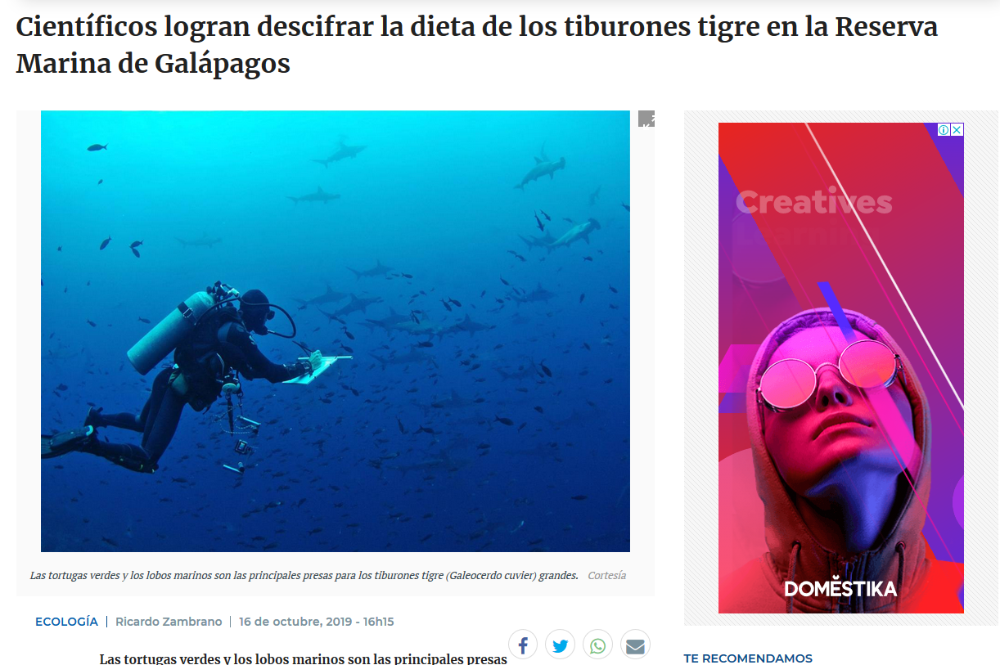 Científicos logran descifrar la dieta de los tiburones tigre en la Reserva
Marina de Galápagos
Creatives
Learning
DOMĔSTIKA
Las tortugas verdes y los lobos marinos son las principales presas para los tiburones tigre (Galeocerdo cuvier) grandes. Cortesía
ECOLOGÍA | Ricardo Zambrano | 16 de octubre, 2019 - 16h15
Las tortugas verdes y los lobos marinos son las principales presas
TE RECOMENDAMOS